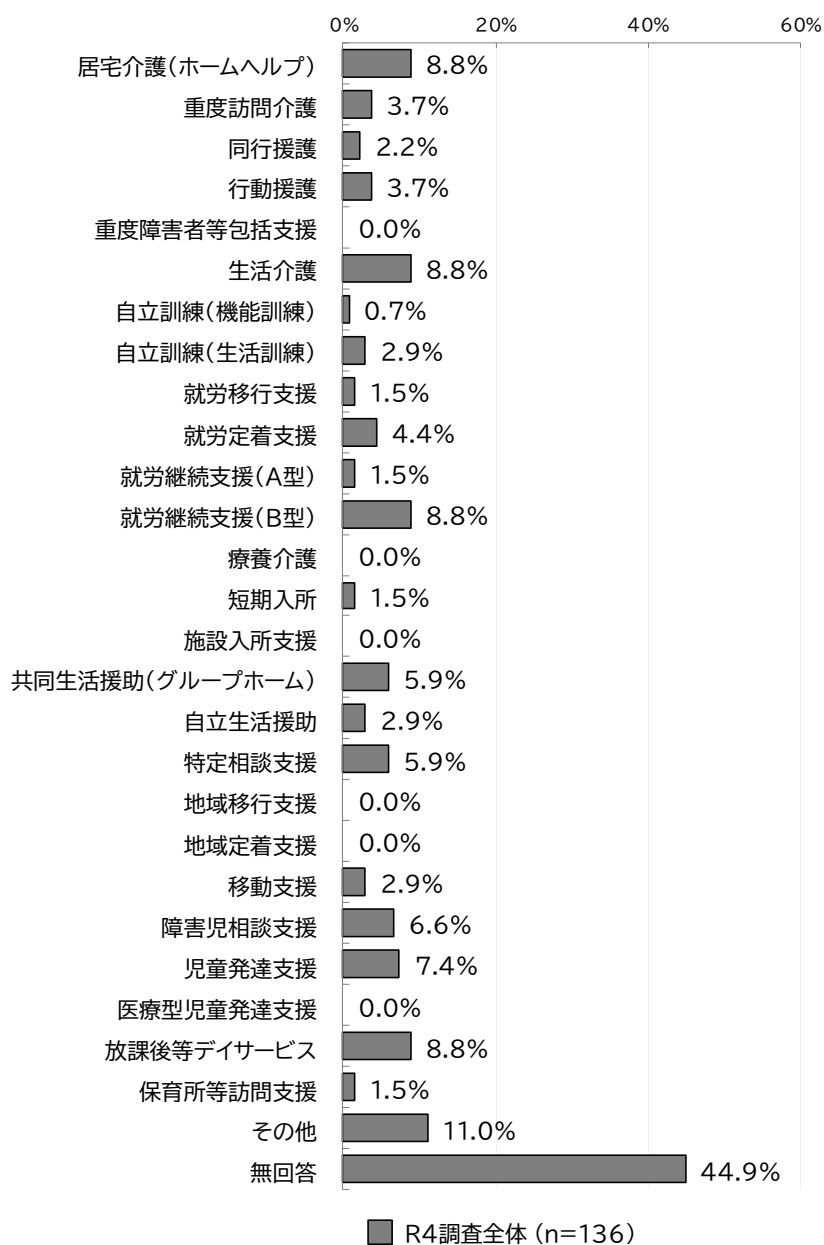 0% 20% 40% 60%
居宅介護(ホームヘルプ) 8.8%
重度訪問介護 3.7%
同行援護 2.2%
行動援護 3.7%
重度障害者等包括支援 0.0%
生活介護 8.8%
自立訓練(機能訓練) 0.7%
自立訓練(生活訓練) 2.9%
就労移行支援 1.5%
就労定着支援 4.4%
就労継続支援(A型) 1.5%
就労継続支援(B型) 8.8%
療養介護 0.0%
短期入所 1.5%
施設入所支援 0.0%
共同生活援助(グループホーム) 5.9%
自立生活援助 2.9%
特定相談支援 5.9%
地域移行支援 0.0%
地域定着支援 0.0%
移動支援 2.9%
障害児相談支援 6.6%
児童発達支援 7.4%
医療型児童発達支援 0.0%
放課後等デイサービス 8.8%
保育所等訪問支援 1.5%
その他 11.0%
無回答 44.9%
R4調査全体 (n=136)